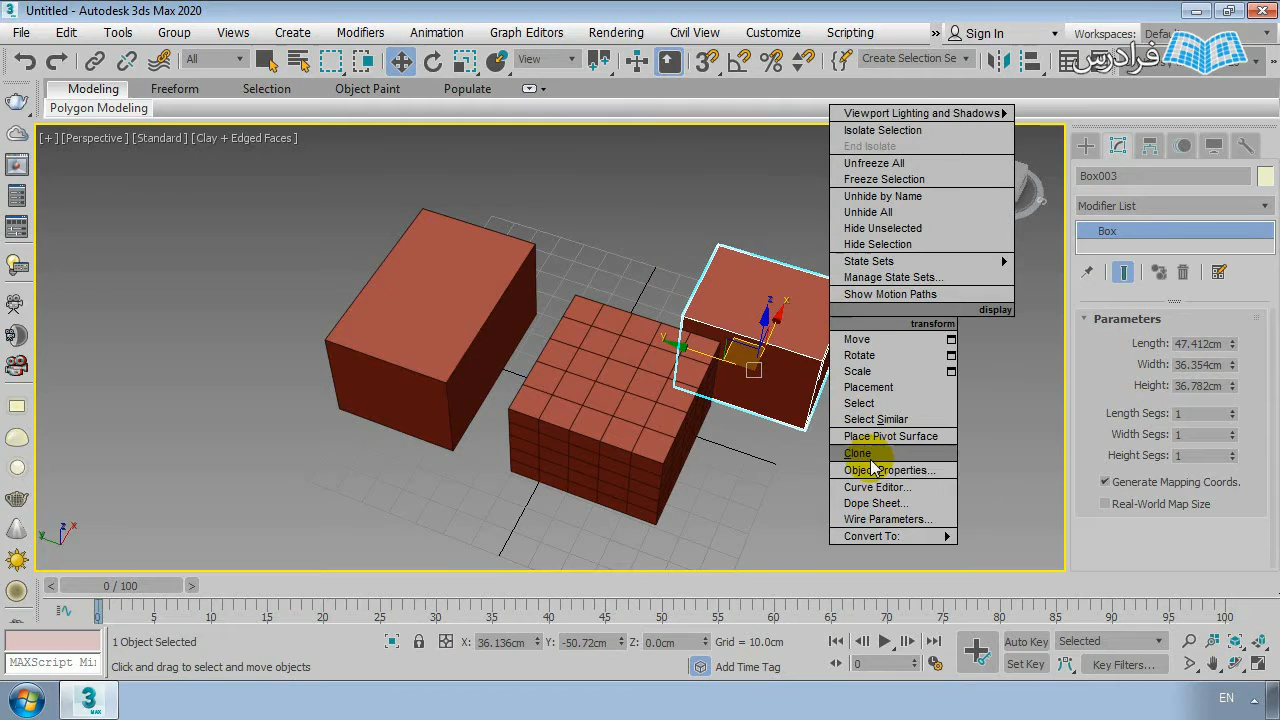 Untitled - Autodesk 3ds Max 2020
File Edit Tools Group Views Create Modifiers Animation Graph Editors Rendering Civil View Customize Scripting » Sign In Workspaces:
All View Create Selection Se فرادرس
Modeling Freeform Selection Object Paint Populate
Polygon Modeling
[+] [Perspective] [Standard] [Clay + Edged Faces]
Viewport Lighting and Shadows
Isolate Selection
End Isolate
Unfreeze All
Freeze Selection
Unhide by Name
Unhide All
Hide Unselected
Hide Selection
State Sets
Manage State Sets...
Show Motion Paths
display
transform
Move
Rotate
Scale
Placement
Select
Select Similar
Place Pivot Surface
Clone
Object Properties...
Curve Editor...
Dope Sheet...
Wire Parameters...
Convert To:
z
x
y
z
x
y
Box003
Modifier List
Box
Parameters
Length: 47.412cm
Width: 36.354cm
Height: 36.782cm
Length Segs: 1
Width Segs: 1
Height Segs: 1
Generate Mapping Coords.
Real-World Map Size
< 0 / 100 >
0 5 10 15 20 25 30 35 40 45 50 55 60 65 70 75 80 85 90 95 100
1 Object Selected X: 36.136cm Y: -50.72cm Z: 0.0cm Grid = 10.0cm Auto Key Selected
MAXScript Mi Click and drag to select and move objects Add Time Tag 0 Set Key Key Filters...
3 MAX EN